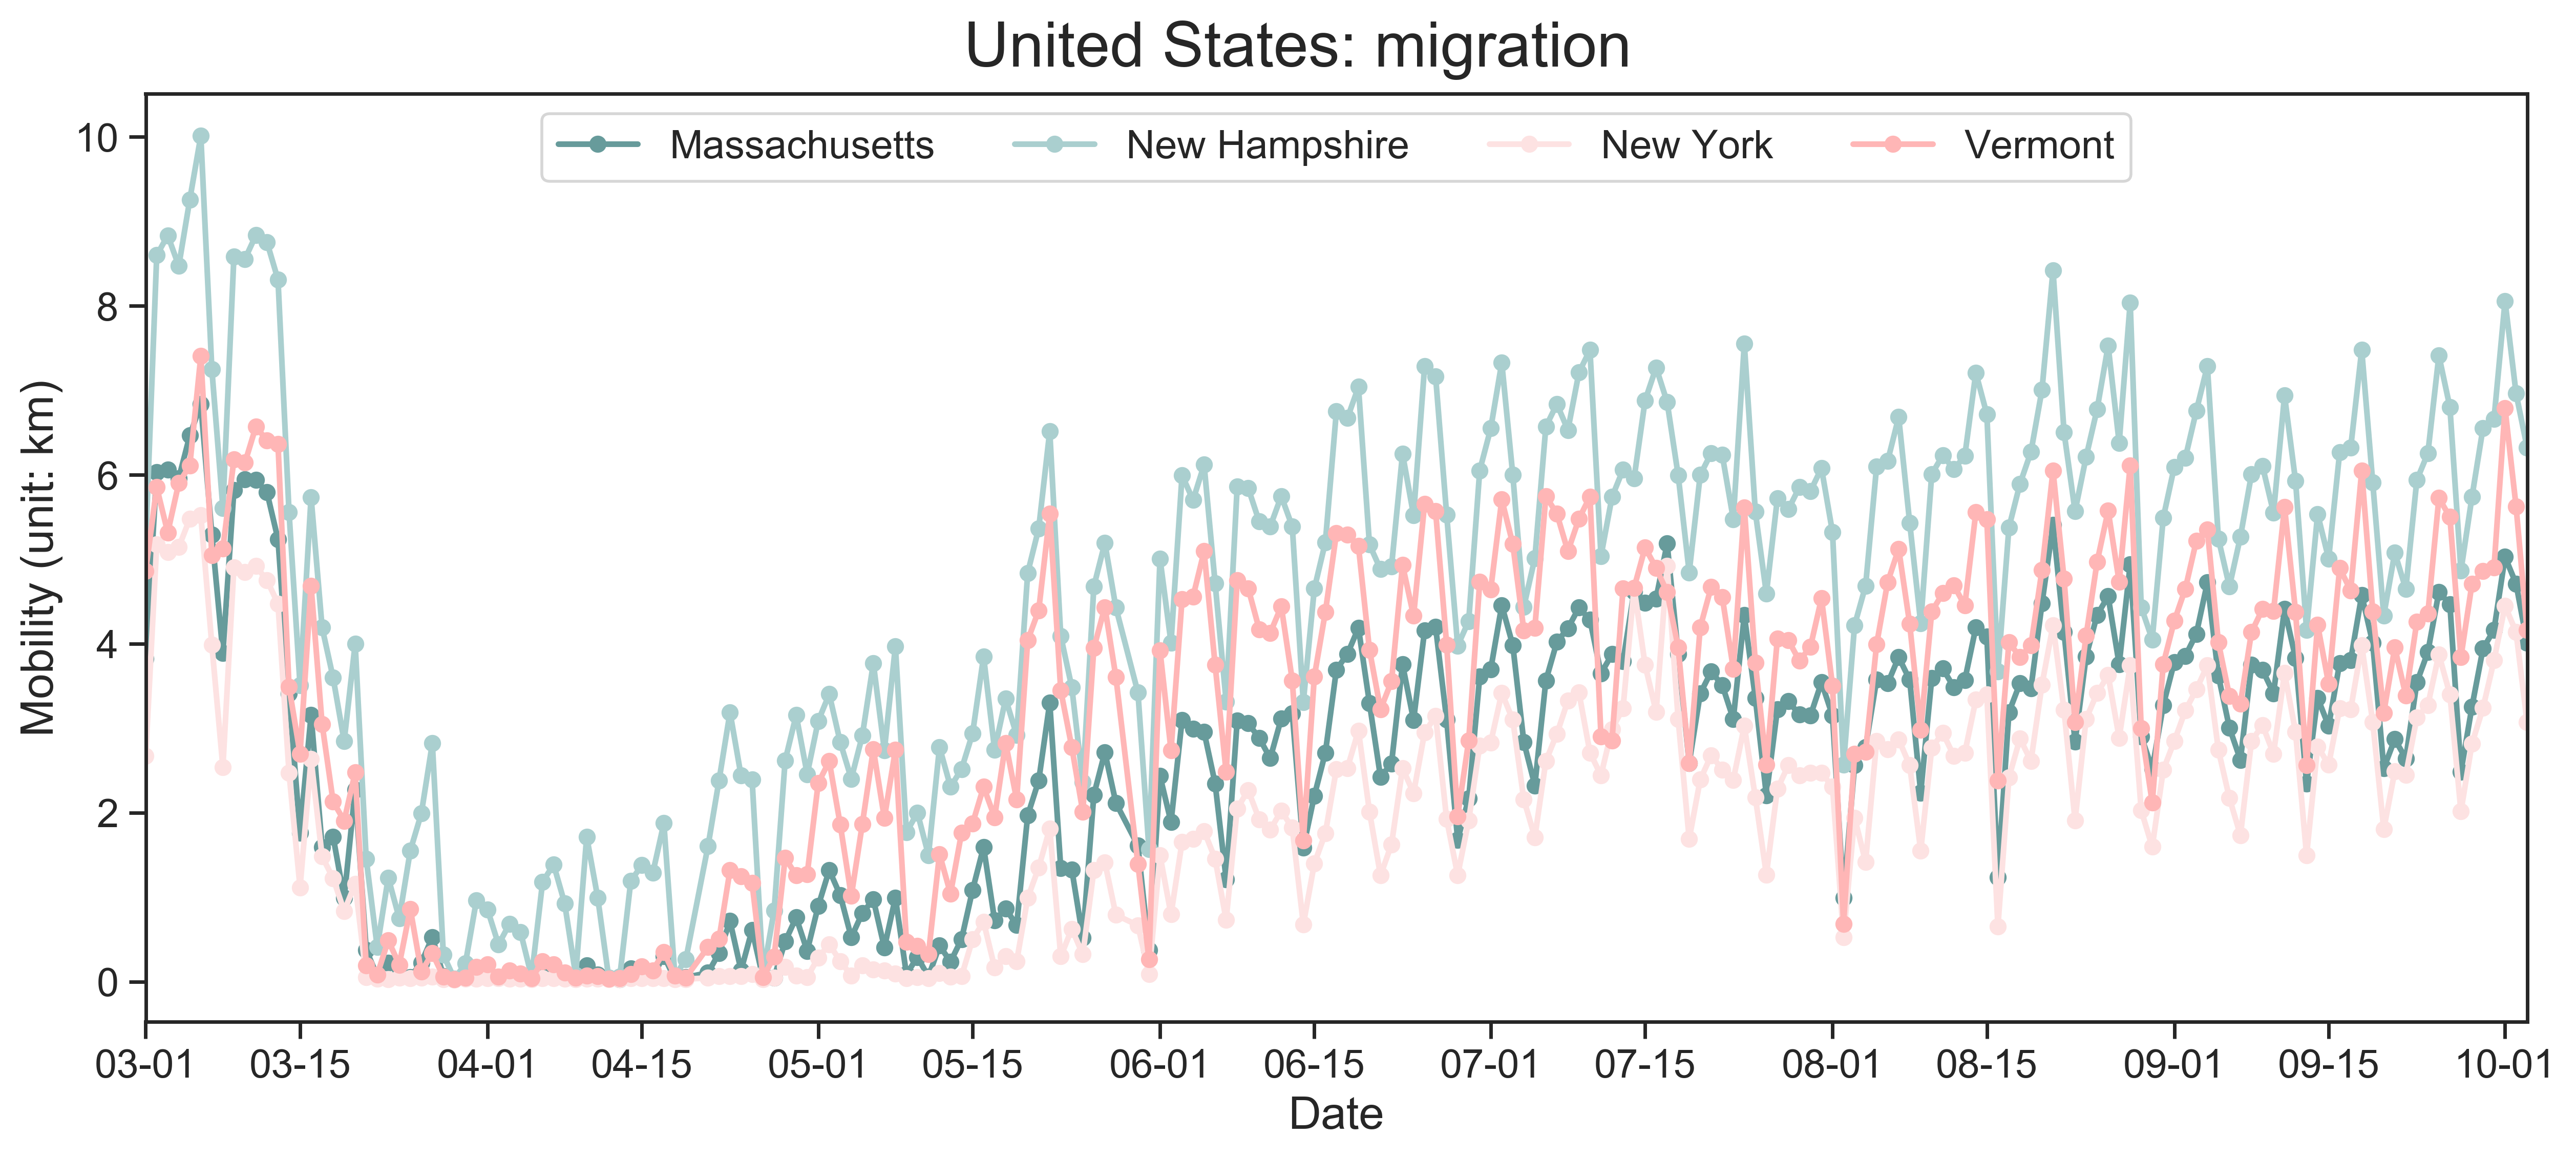 United States: migration
Massachusetts New Hampshire New York Vermont
Mobility (unit: km)
10
8
6
4
2
0
03-01 03-15 04-01 04-15 05-01 05-15 06-01 06-15 07-01 07-15 08-01 08-15 09-01 09-15 10-01
Date